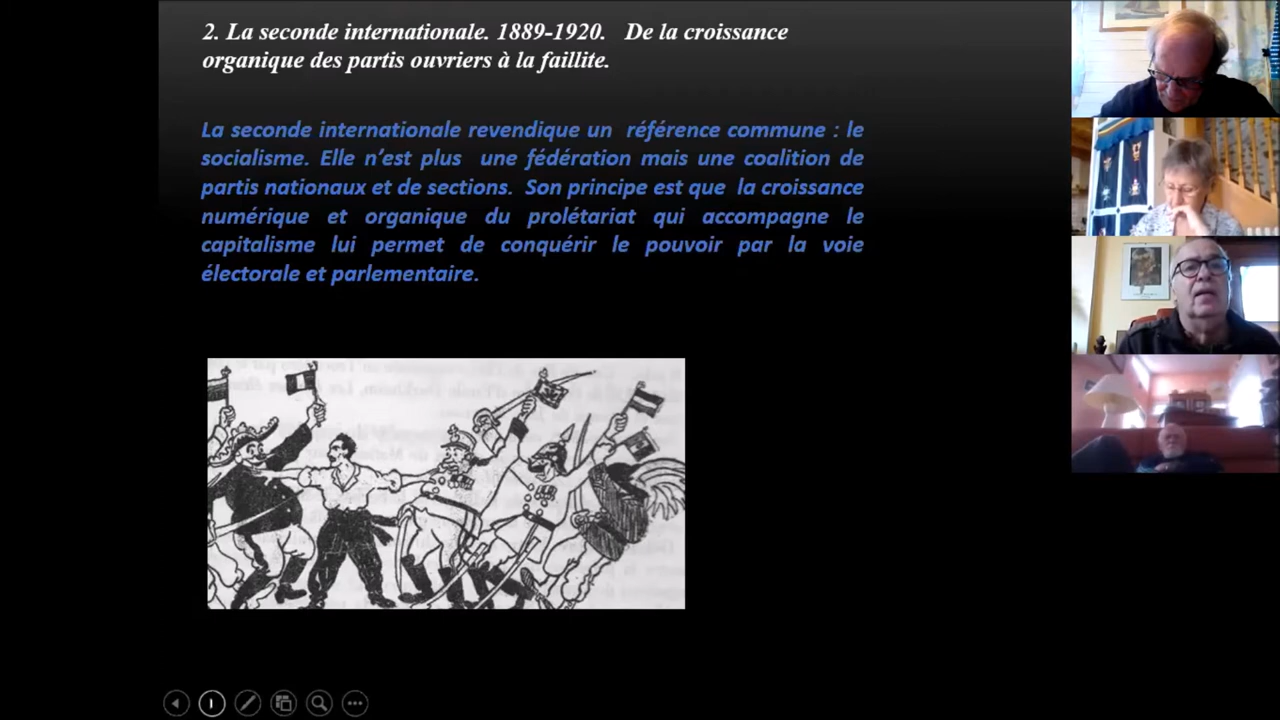 2. La seconde internationale. 1889-1920. De la croissance
organique des partis ouvriers à la faillite.
La seconde internationale revendique un référence commune : le
socialisme. Elle n'est plus une fédération mais une coalition de
partis nationaux et de sections. Son principe est que la croissance
numérique et organique du prolétariat qui accompagne le
capitalisme lui permet de conquérir le pouvoir par la voie
électorale et parlementaire.